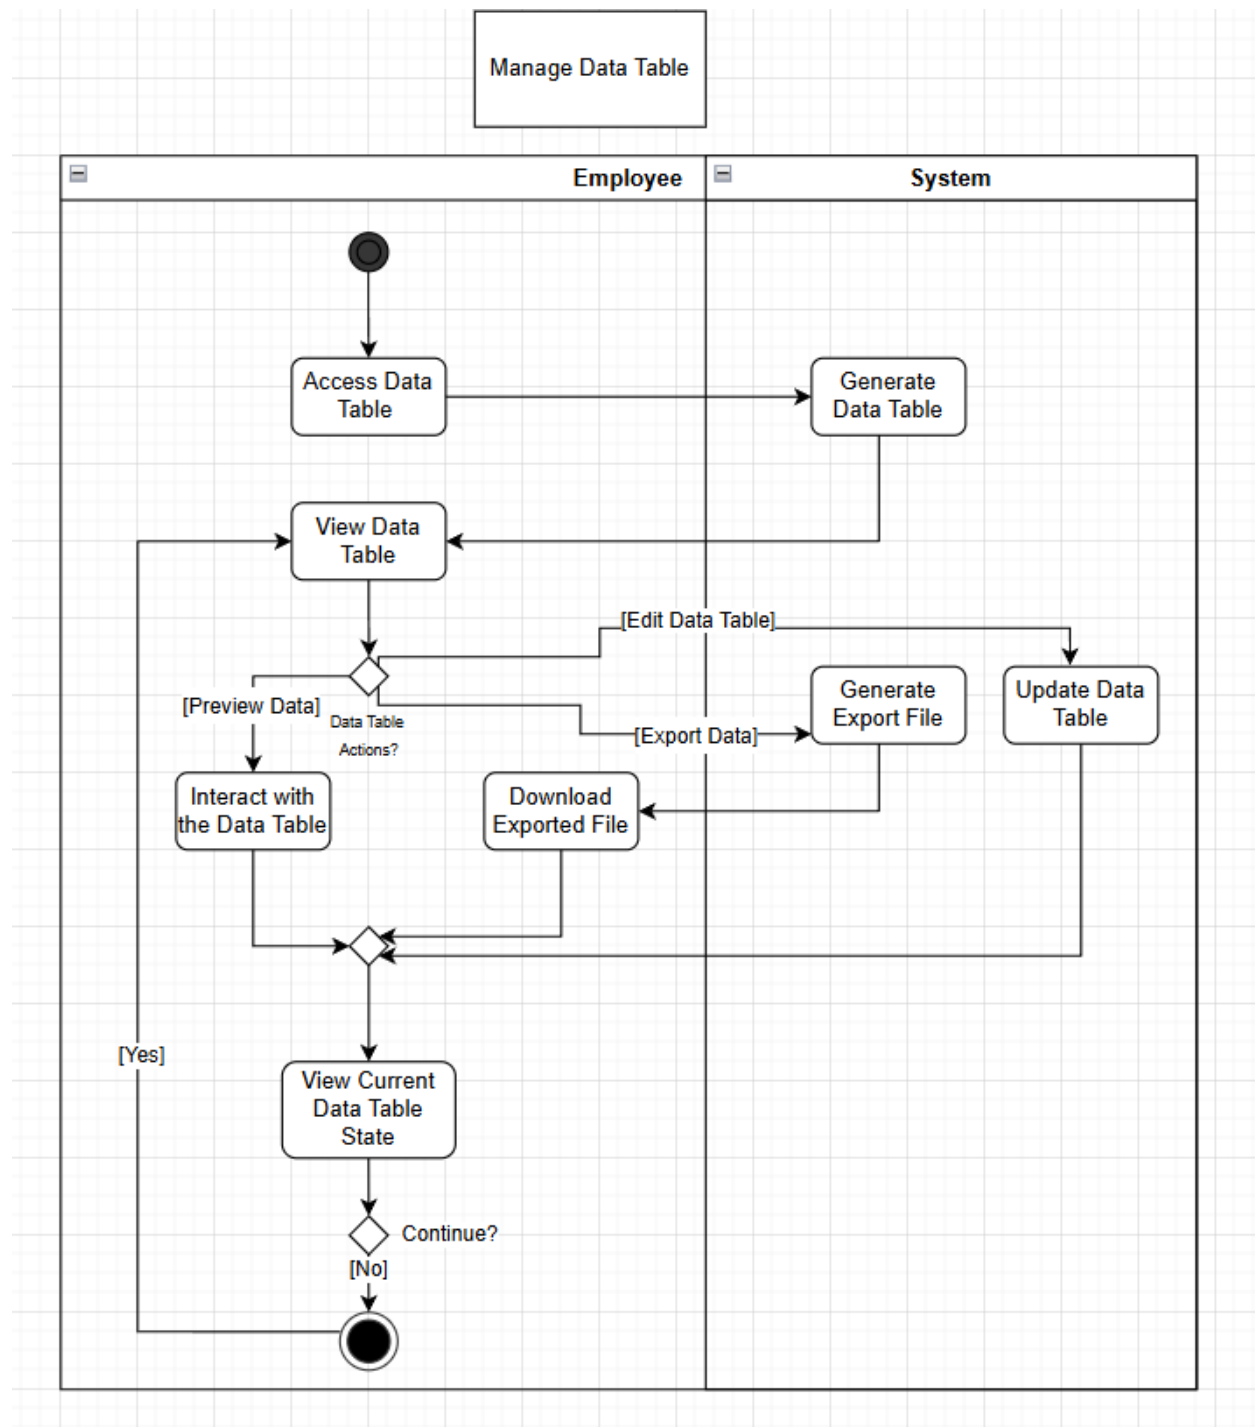 Manage Data Table
Employee
System
Access Data
Table
Generate
Data Table
View Data
Table
[Edit Data Table]
[Preview Data]
Data Table
Actions?
[Export Data]
Generate
Export File
Update Data
Table
Interact with
the Data Table
Download
Exported File
[Yes]
View Current
Data Table
State
Continue?
[No]